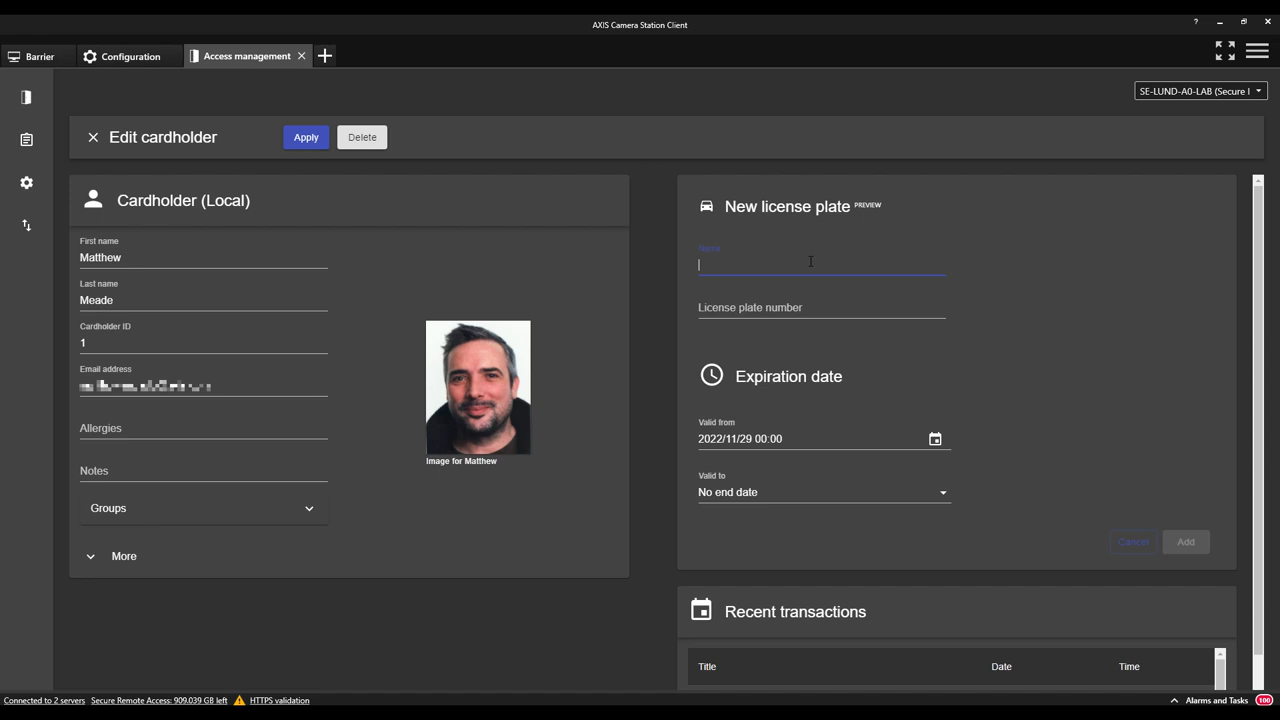 AXIS Camera Station Client
?
Barrier
Configuration
Access management
SE-LUND-A0-LAB (Secure I
Edit cardholder
Apply
Delete
Cardholder (Local)
First name
Matthew
Last name
Meade
Cardholder ID
1
Email address
Allergies
Notes
Groups
More
Image for Matthew
New license plate PREVIEW
Name
License plate number
Expiration date
Valid from
2022/11/29 00:00
Valid to
No end date
Cancel
Add
Recent transactions
Title Date Time
Connected to 2 servers Secure Remote Access: 909.039 GB left HTTPS validation
Alarms and Tasks 100